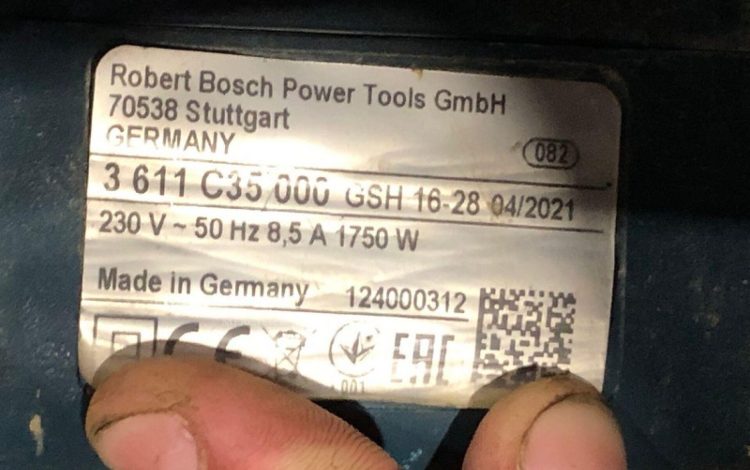 Robert Bosch Power Tools GmbH
70538 Stuttgart
GERMANY
082
3 611 C35 000 GSH 16-28 04/2021
230 V ~ 50 Hz 8,5 A 1750 W
Made in Germany 124000312
CE EAC
001